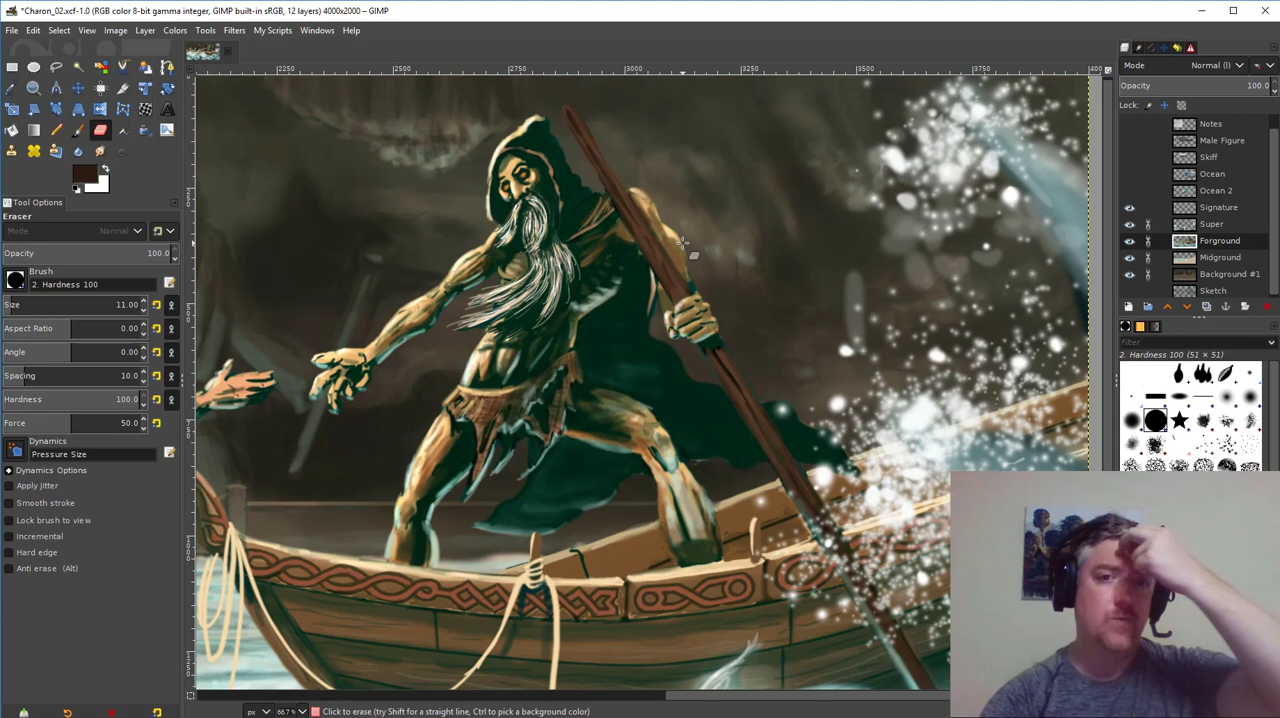 *Charon_02.xcf-1.0 (RGB color 8-bit gamma integer, GIMP built-in sRGB, 12 layers) 4000x2000 – GIMP
File Edit Select View Image Layer Colors Tools Filters My Scripts Windows Help
2250 2500 2750 3000 3250 3500 3750 400
Mode Normal (l)
Opacity 100.0
Lock:
Notes
Male Figure
Skiff
Ocean
Ocean 2
Signature
Super
Forground
Midground
Background #1
Sketch
filter
2. Hardness 100 (51 × 51)
Tool Options
Eraser
Mode Normal
Opacity 100.0
Brush
2. Hardness 100
Size 11.00
Aspect Ratio 0.00
Angle 0.00
Spacing 10.0
Hardness 100.0
Force 50.0
Dynamics
Pressure Size
Dynamics Options
Apply Jitter
Smooth stroke
Lock brush to view
Incremental
Hard edge
Anti erase (Alt)
px 66.7 % Click to erase (try Shift for a straight line, Ctrl to pick a background color)